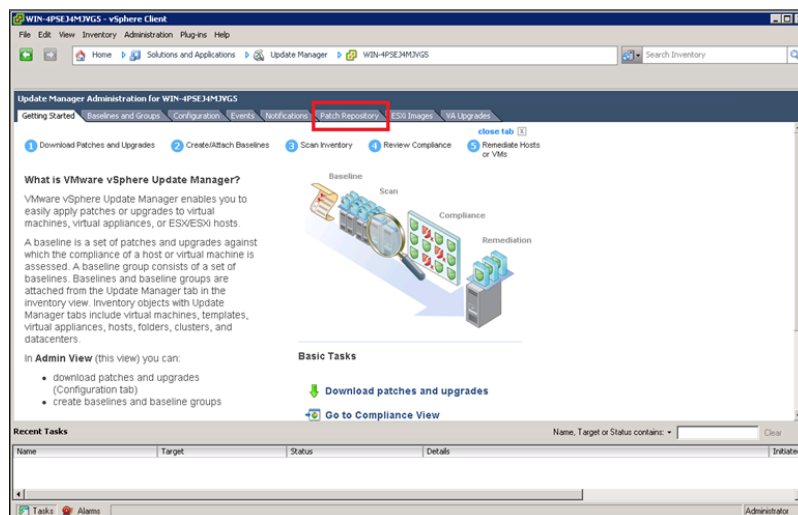 WIN-4PSEJ4MJVG5 - vSphere Client
File Edit View Inventory Administration Plug-ins Help
Home Solutions and Applications Update Manager WIN-4PSEJ4MJVG5 Search Inventory
Update Manager Administration for WIN-4PSEJ4MJVG5
Getting Started Baselines and Groups Configuration Events Notifications Patch Repository ESXi Images VA Upgrades
close tab X
1 Download Patches and Upgrades 2 Create/Attach Baselines 3 Scan Inventory 4 Review Compliance 5 Remediate Hosts
or VMs
What is VMware vSphere Update Manager?
VMware vSphere Update Manager enables you to
easily apply patches or upgrades to virtual
machines, virtual appliances, or ESX/ESXi hosts.
A baseline is a set of patches and upgrades against
which the compliance of a host or virtual machine is
assessed. A baseline group consists of a set of
baselines. Baselines and baseline groups are
attached from the Update Manager tab in the
inventory view. Inventory objects with Update
Manager tabs include virtual machines, templates,
virtual appliances, hosts, folders, clusters, and
datacenters.
In Admin View (this view) you can:
• download patches and upgrades
(Configuration tab)
• create baselines and baseline groups
Baseline
Scan
Compliance
Remediation
Basic Tasks
Download patches and upgrades
Go to Compliance View
Recent Tasks Name, Target or Status contains: Clear
Name Target Status Details Initiated
Tasks Alarms Administrator